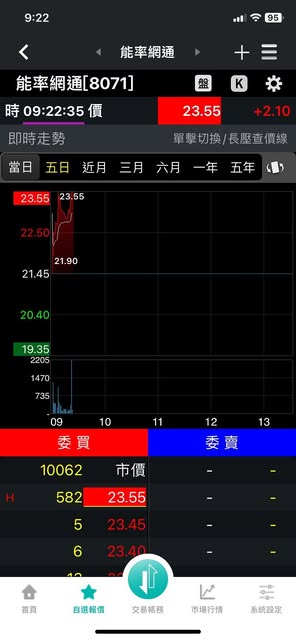 9:22
能率網通
能率網通[8071]
盤
K
時 09:22:35 價 23.55 +2.10
即時走勢 單擊切換/長壓查價線
當日 五日 近月 三月 六月 一年 五年
23.55
23.55
22.50
21.90
21.45
20.40
19.35
2205
1470
735
09 10 11 12 13
委買 委賣
10062 市價 - -
H 582 23.55 - -
5 23.45 - -
6 23.40 - -
首頁 自選報價 交易帳務 市場行情 系統設定